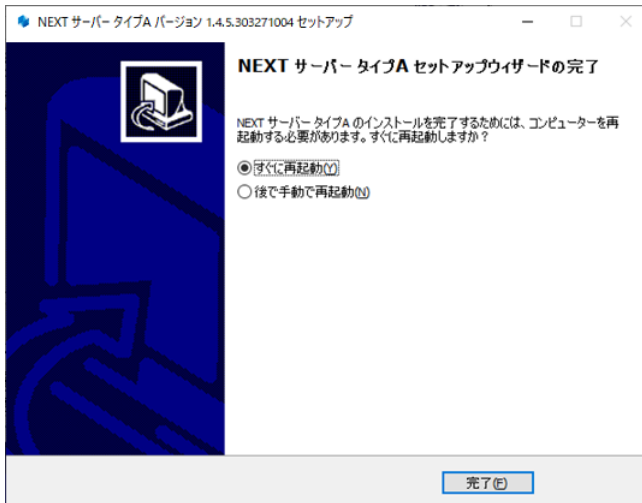 NEXT サーバー タイプA バージョン 1.4.5.303271004 セットアップ
NEXT サーバー タイプA セットアップウィザードの完了
NEXT サーバー タイプA のインストールを完了するためには、コンピューターを再
起動する必要があります。すぐに再起動しますか？
すぐに再起動(Y)
後で手動で再起動(N)
完了(F)